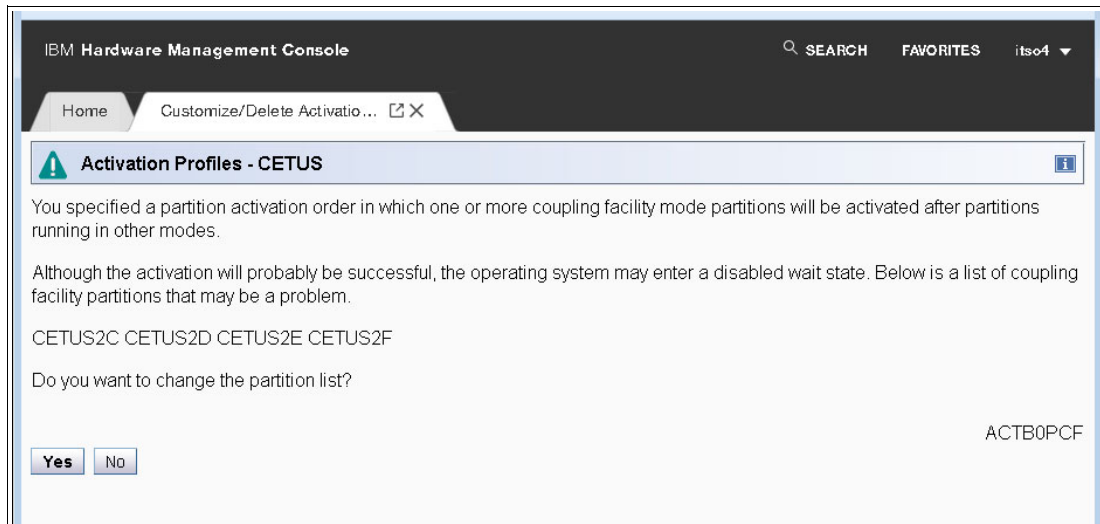 IBM Hardware Management Console
SEARCH FAVORITES itso4
Home Customize/Delete Activatio...
Activation Profiles - CETUS
You specified a partition activation order in which one or more coupling facility mode partitions will be activated after partitions
running in other modes.
Although the activation will probably be successful, the operating system may enter a disabled wait state. Below is a list of coupling
facility partitions that may be a problem.
CETUS2C CETUS2D CETUS2E CETUS2F
Do you want to change the partition list?
ACTB0PCF
Yes No